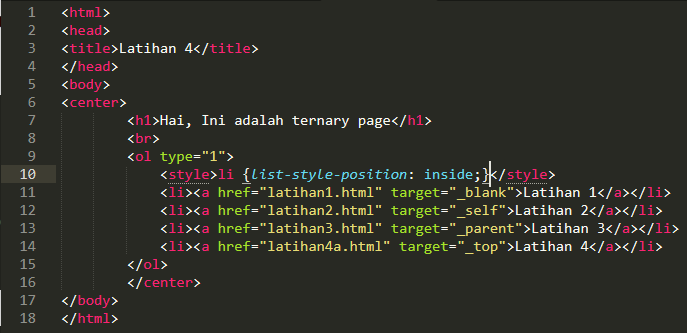 1 <html>
2 <head>
3 <title>Latihan 4</title>
4 </head>
5 <body>
6 <center>
7 <h1>Hai, Ini adalah ternary page</h1>
8 <br>
9 <ol type="1">
10 <style>li {list-style-position: inside;}</style>
11 <li><a href="latihan1.html" target="_blank">Latihan 1</a></li>
12 <li><a href="latihan2.html" target="_self">Latihan 2</a></li>
13 <li><a href="latihan3.html" target="_parent">Latihan 3</a></li>
14 <li><a href="latihan4a.html" target="_top">Latihan 4</a></li>
15 </ol>
16 </center>
17 </body>
18 </html>